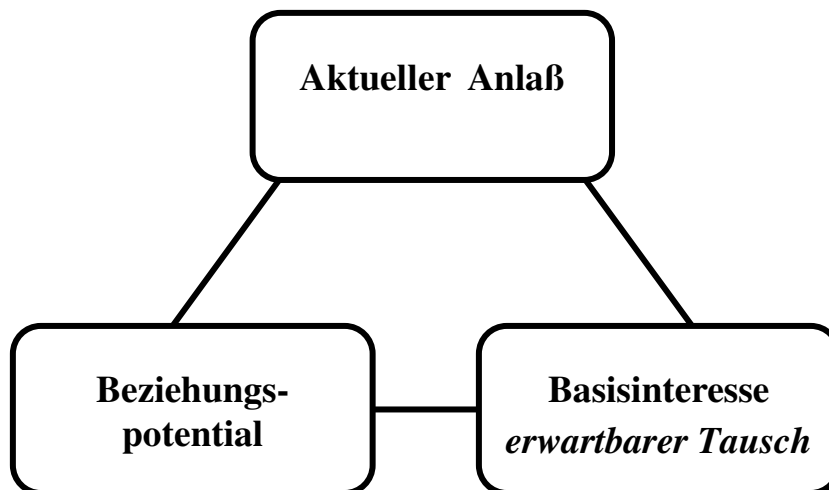 Aktueller Anlaß
Beziehungs-
potential
Basisinteresse
erwartbarer Tausch